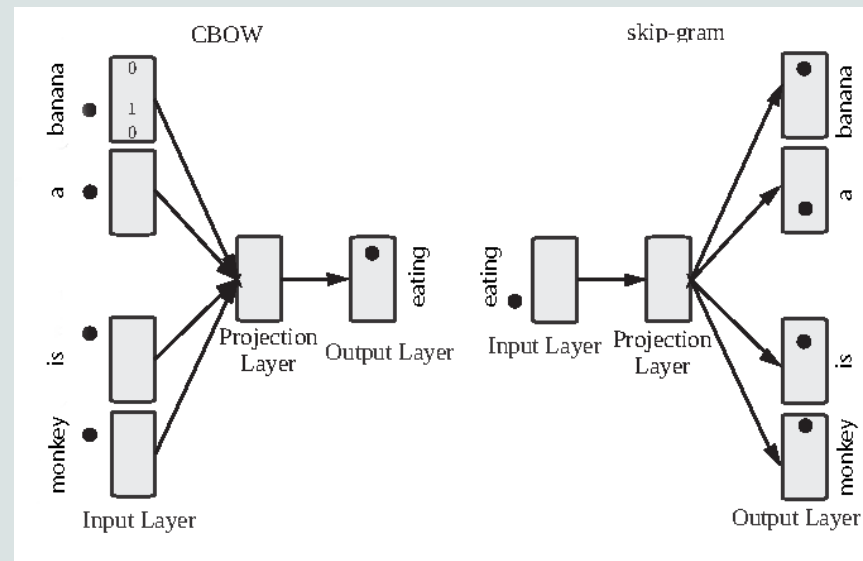 CBOW
banana
0
1
0
a
is
monkey
Input Layer
Projection
Layer
eating
Output Layer
skip-gram
eating
Input Layer
Projection
Layer
banana
a
is
monkey
Output Layer